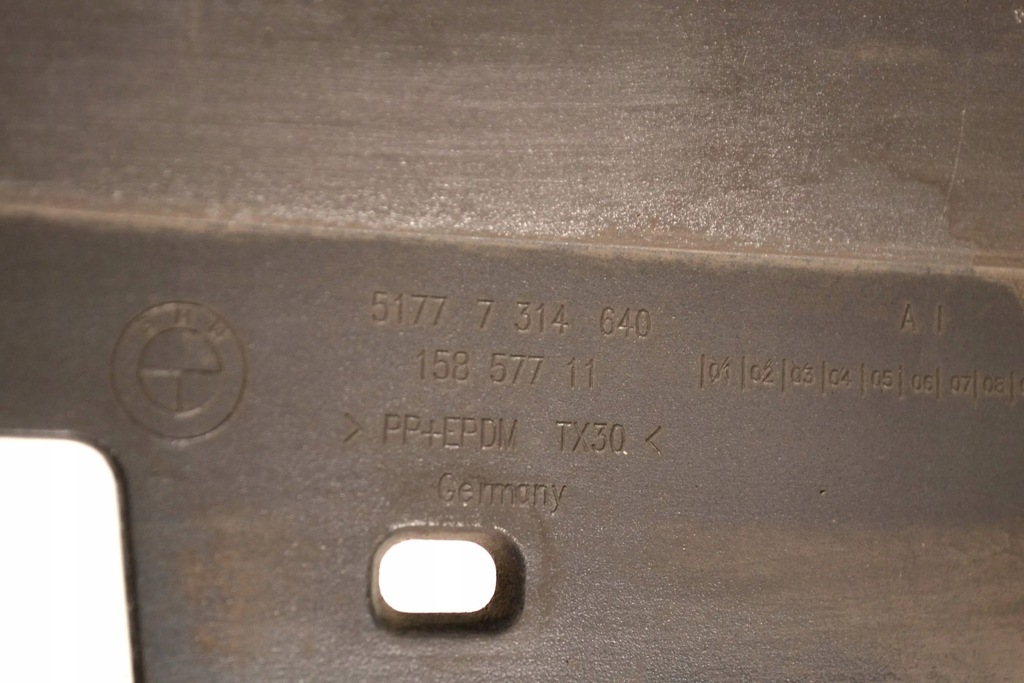 BMW
5177 7 314 640
A I
158 577 11
|01|02|03|04|05|06|07|08|
> PP+EPDM TX30 <
Germany